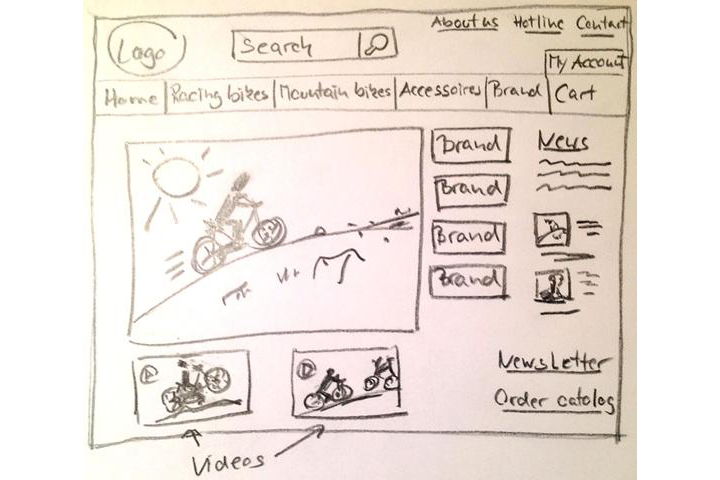 About us Hotline Contact
Logo
Search
My Account
Home Racing bikes Mountain bikes Accessoires Brand Cart
Brand
News
Brand
Brand
Brand
Newsletter
Order catalog
Videos